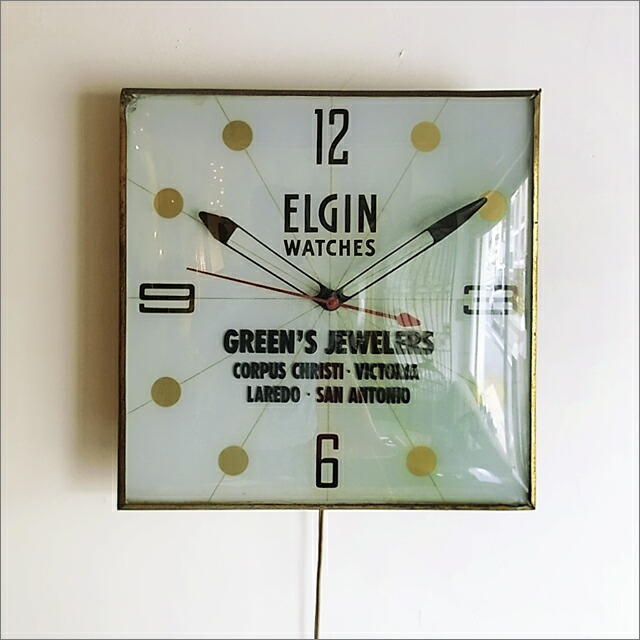 12
ELGIN
WATCHES
9 3
GREEN'S JEWELERS
CORPUS CHRISTI · VICTORIA
LAREDO · SAN ANTONIO
6